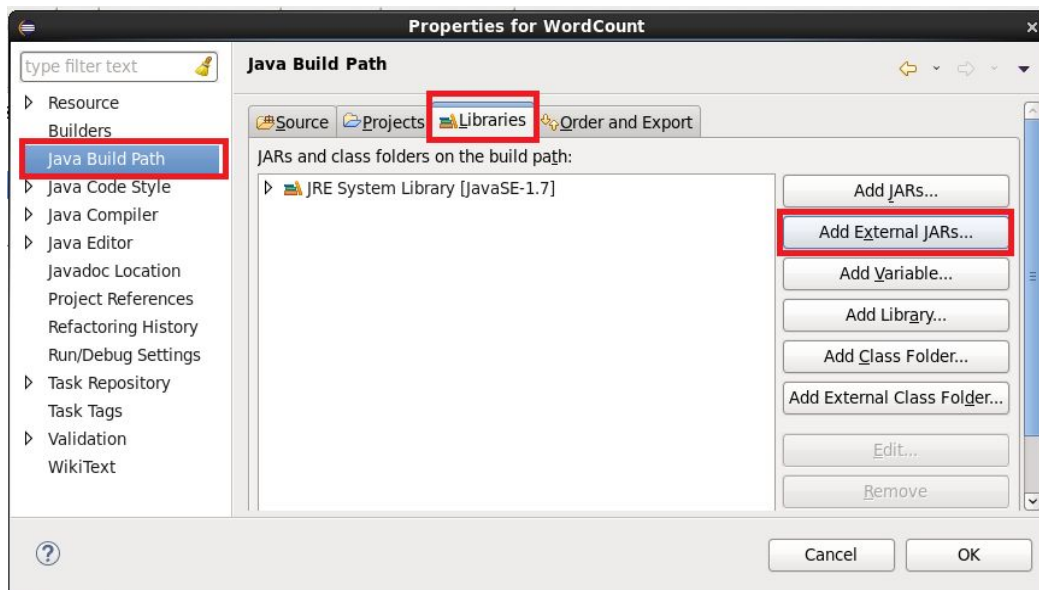 Properties for WordCount
type filter text
Resource
Builders
Java Build Path
Java Code Style
Java Compiler
Java Editor
Javadoc Location
Project References
Refactoring History
Run/Debug Settings
Task Repository
Task Tags
Validation
WikiText
Java Build Path
Source Projects Libraries Order and Export
JARs and class folders on the build path:
JRE System Library [JavaSE-1.7]
Add JARs...
Add External JARs...
Add Variable...
Add Library...
Add Class Folder...
Add External Class Folder...
Edit...
Remove
Cancel OK